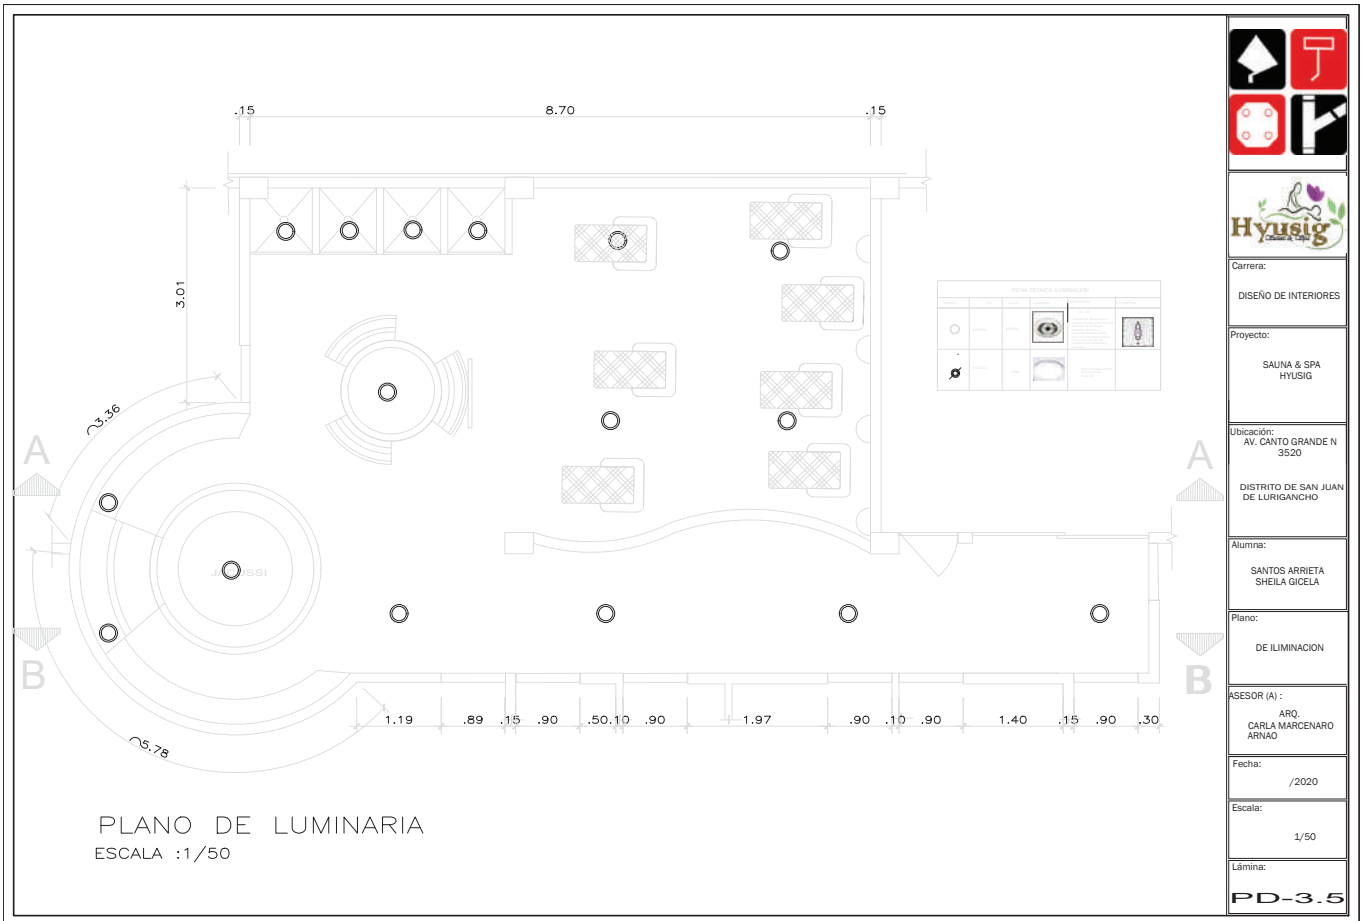 .15
8.70
.15
3.01
3.36
A
A
B
B
JACUSSI
FICHA TECNICA ILUMINACION
1.19
.89
.15
.90
.50
.10
.90
1.97
.90
.10
.90
1.40
.15
.90
.30
5.78
PLANO DE LUMINARIA
ESCALA :1/50
Hyusig
Carrera:
DISEÑO DE INTERIORES
Proyecto:
SAUNA & SPA
HYUSIG
Ubicación:
AV. CANTO GRANDE N
3520
DISTRITO DE SAN JUAN
DE LURIGANCHO
Alumna:
SANTOS ARRIETA
SHEILA GICELA
Plano:
DE ILIMINACION
ASESOR (A) :
ARQ.
CARLA MARCENARO
ARNAO
Fecha:
/2020
Escala:
1/50
Lámina:
PD-3.5